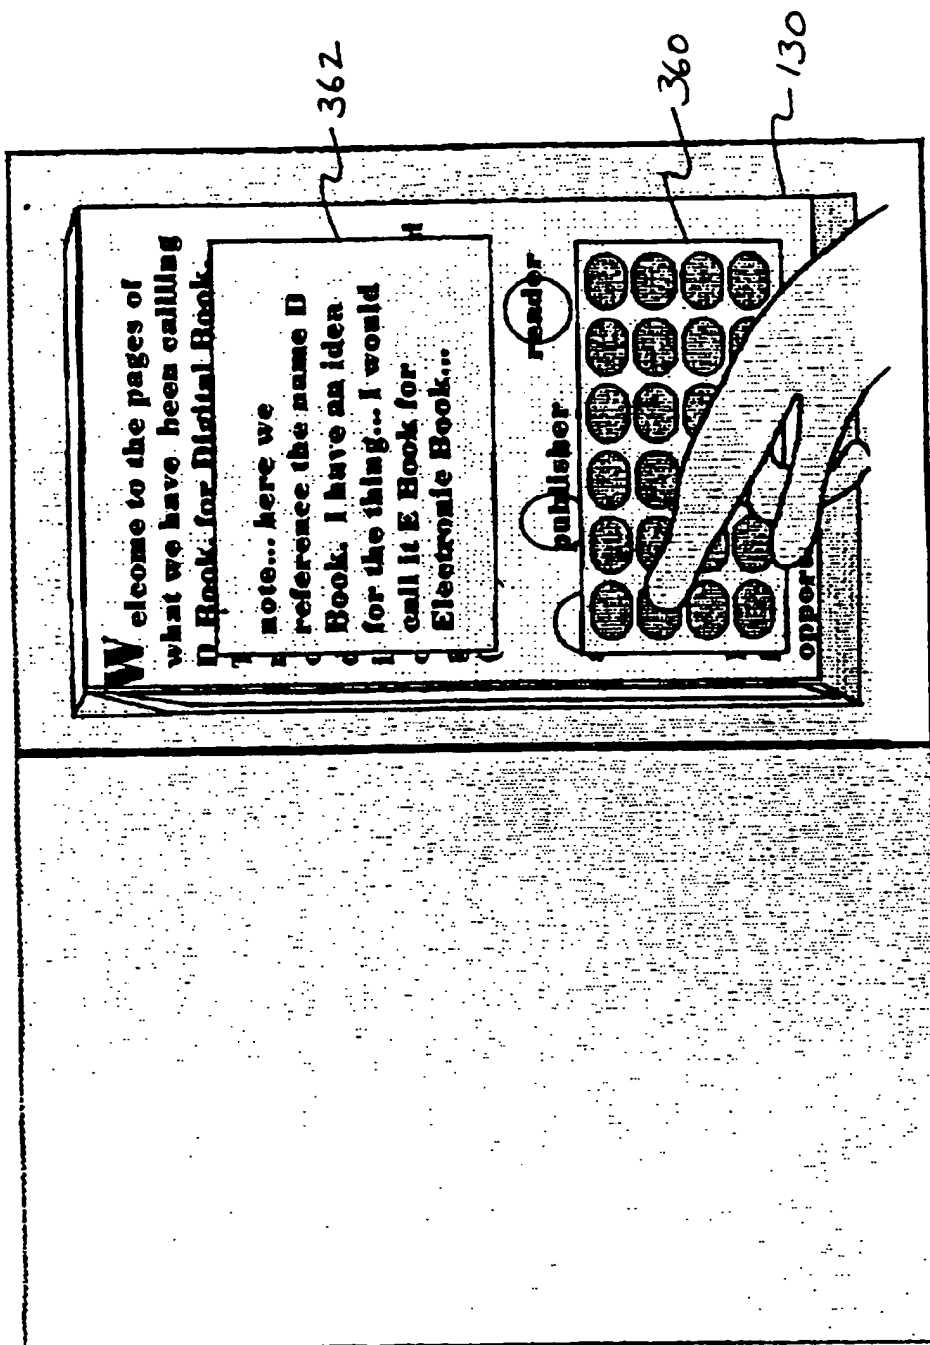 Welcome to the pages of
what we have been callling
D Book, for Digital Book.
note... here we
reference the name D
Book. I have an idea
for the thing... I would
call it E Book for
Electronic Book...
publisher reader
362
360
130